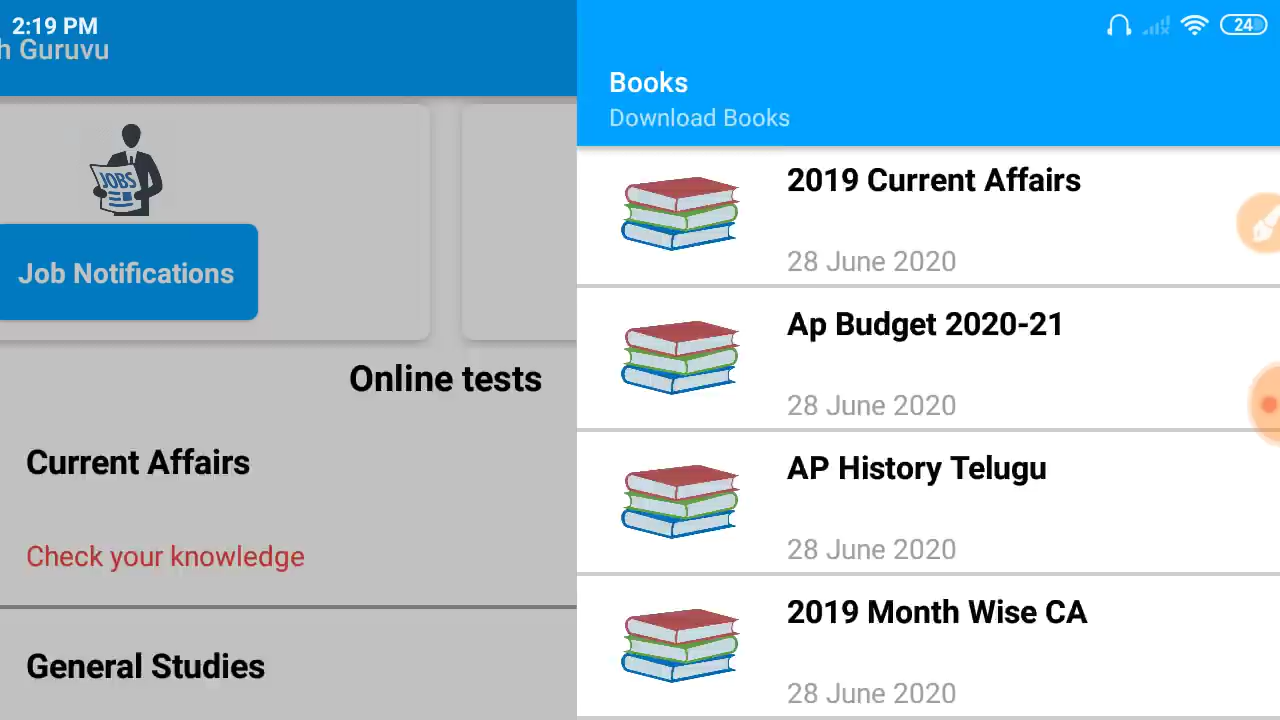 2:19 PM
h Guruvu
JOBS
Job Notifications
Online tests
Current Affairs
Check your knowledge
General Studies
24
Books
Download Books
2019 Current Affairs
28 June 2020
Ap Budget 2020-21
28 June 2020
AP History Telugu
28 June 2020
2019 Month Wise CA
28 June 2020